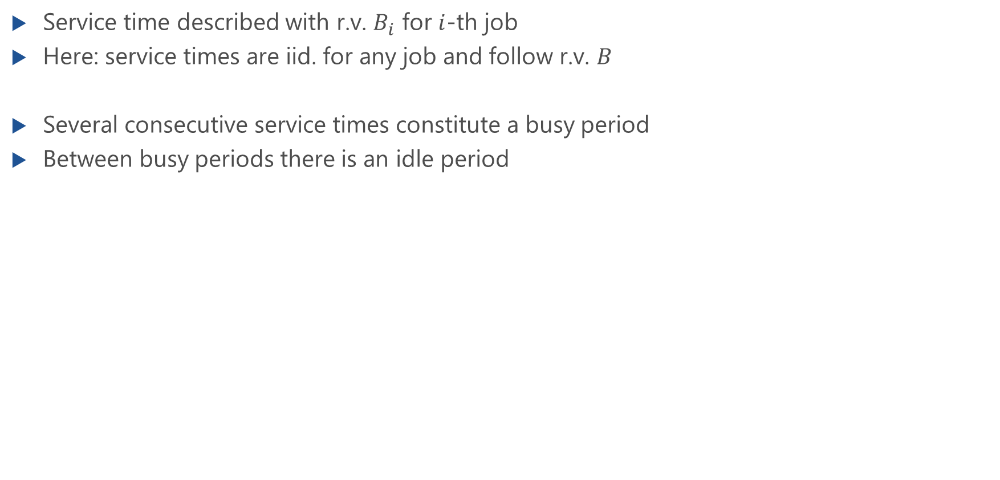 ▶ Service time described with r.v. Bᵢ for i-th job
▶ Here: service times are iid. for any job and follow r.v. B
▶ Several consecutive service times constitute a busy period
▶ Between busy periods there is an idle period